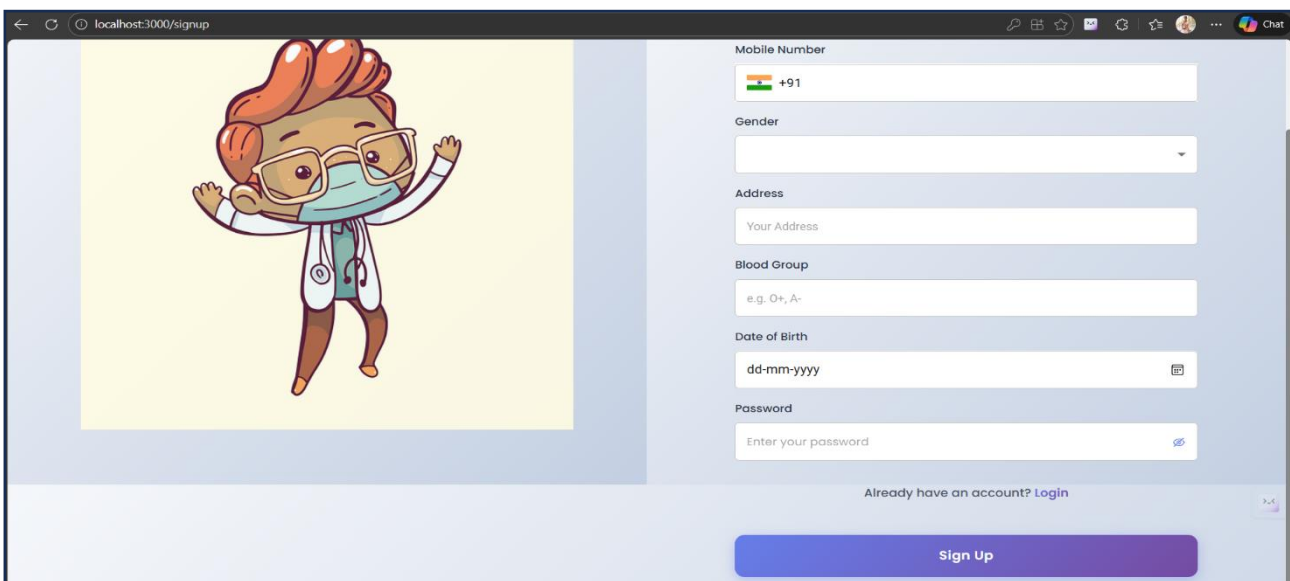 localhost:3000/signup
Chat
Mobile Number
+91
Gender
Address
Your Address
Blood Group
e.g. O+, A-
Date of Birth
dd-mm-yyyy
Password
Enter your password
Already have an account? Login
Sign Up